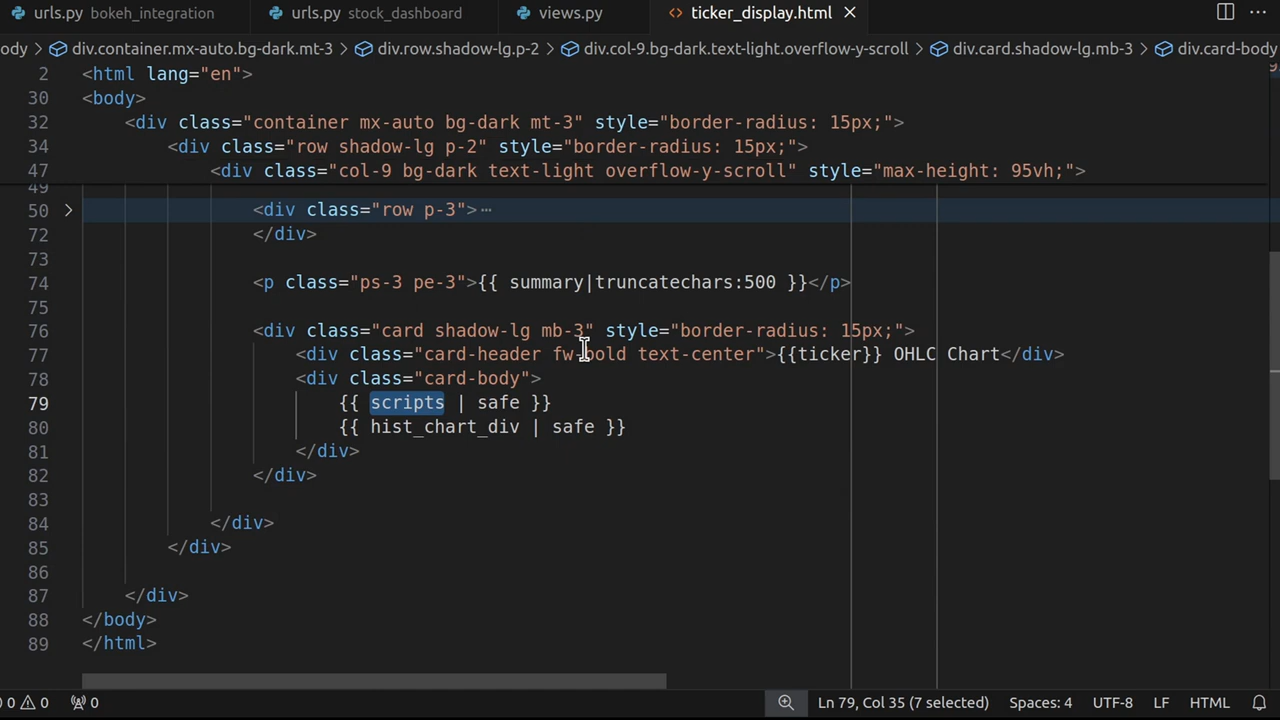 urls.py bokeh_integration urls.py stock_dashboard views.py <> ticker_display.html
ody > div.container.mx-auto.bg-dark.mt-3 > div.row.shadow-lg.p-2 > div.col-9.bg-dark.text-light.overflow-y-scroll > div.card.shadow-lg.mb-3 > div.card-body
2 <html lang="en">
30 <body>
32 <div class="container mx-auto bg-dark mt-3" style="border-radius: 15px;">
34 <div class="row shadow-lg p-2" style="border-radius: 15px;">
47 <div class="col-9 bg-dark text-light overflow-y-scroll" style="max-height: 95vh;">
49
50 <div class="row p-3">⋯
72 </div>
73
74 <p class="ps-3 pe-3">{{ summary|truncatechars:500 }}</p>
75
76 <div class="card shadow-lg mb-3" style="border-radius: 15px;">
77 <div class="card-header fw-bold text-center">{{ticker}} OHLC Chart</div>
78 <div class="card-body">
79 {{ scripts | safe }}
80 {{ hist_chart_div | safe }}
81 </div>
82 </div>
83
84 </div>
85 </div>
86
87 </div>
88 </body>
89 </html>
0 0 0 Ln 79, Col 35 (7 selected) Spaces: 4 UTF-8 LF HTML